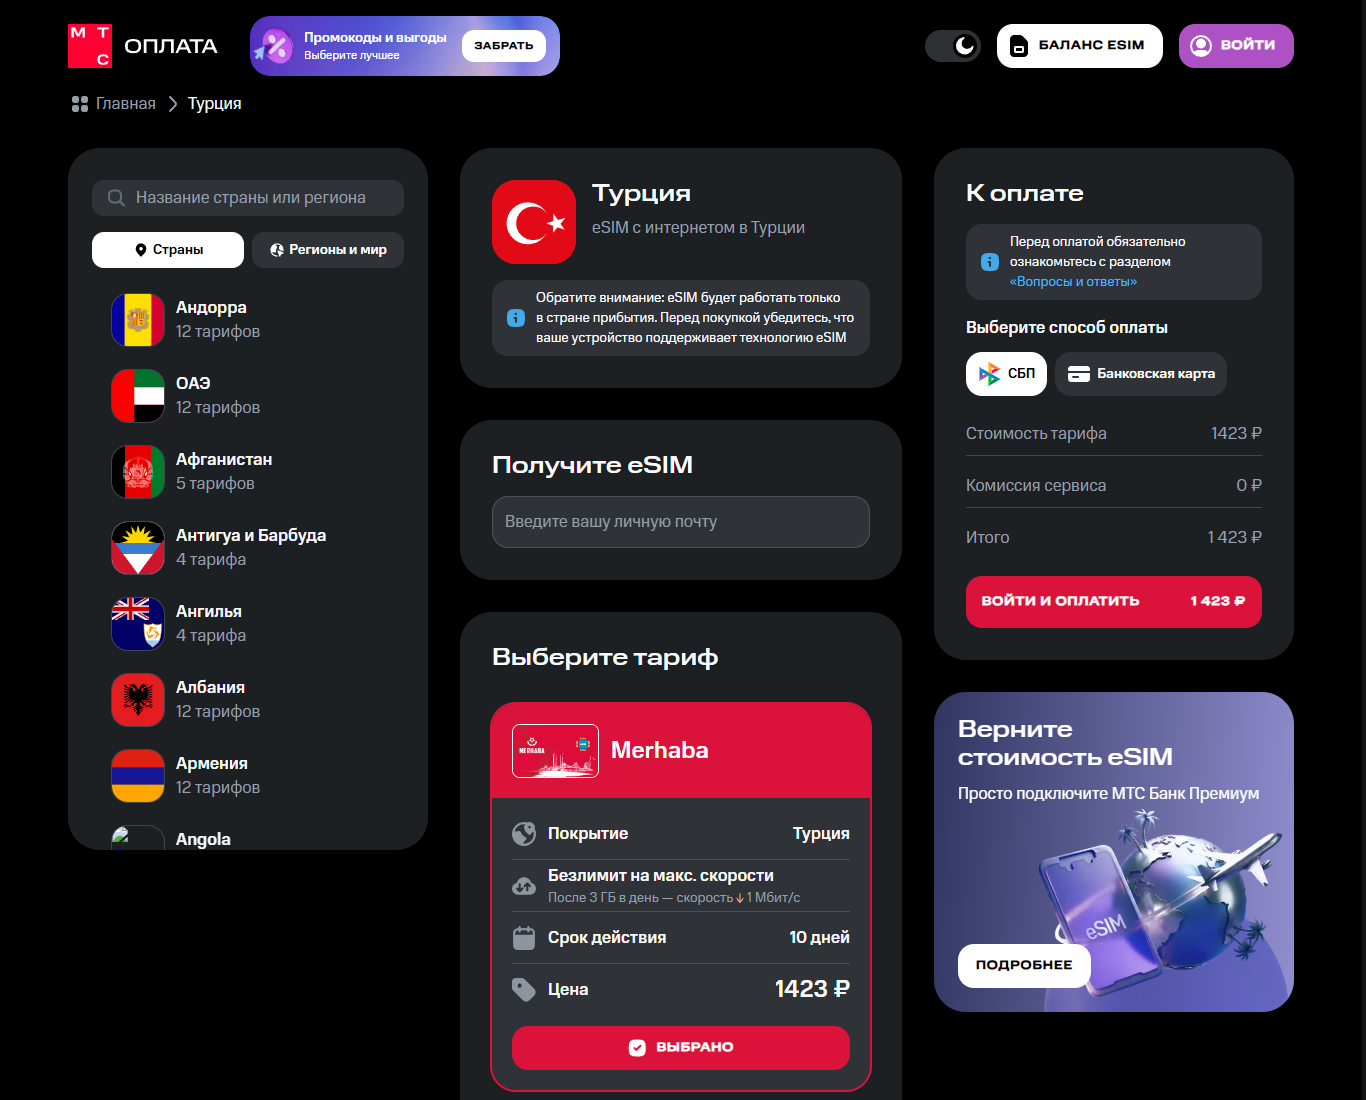 МТС ОПЛАТА
Промокоды и выгоды
Выберите лучшее
ЗАБРАТЬ
БАЛАНС ESIM
ВОЙТИ
Главная
Турция
Название страны или региона
Страны
Регионы и мир
Андорра
12 тарифов
ОАЭ
12 тарифов
Афганистан
5 тарифов
Антигуа и Барбуда
4 тарифа
Ангилья
4 тарифа
Албания
12 тарифов
Армения
12 тарифов
Angola
Турция
eSIM с интернетом в Турции
Обратите внимание: eSIM будет работать только
в стране прибытия. Перед покупкой убедитесь, что
ваше устройство поддерживает технологию eSIM
Получите eSIM
Введите вашу личную почту
Выберите тариф
MERHABA
Merhaba
Покрытие
Турция
Безлимит на макс. скорости
После 3 ГБ в день — скорость ↓ 1 Мбит/с
Срок действия
10 дней
Цена
1423 ₽
ВЫБРАНО
К оплате
Перед оплатой обязательно
ознакомьтесь с разделом
«Вопросы и ответы»
Выберите способ оплаты
СБП
Банковская карта
Стоимость тарифа
1423 ₽
Комиссия сервиса
0 ₽
Итого
1 423 ₽
ВОЙТИ И ОПЛАТИТЬ
1 423 ₽
Верните
стоимость eSIM
Просто подключите МТС Банк Премиум
eSIM
ПОДРОБНЕЕ